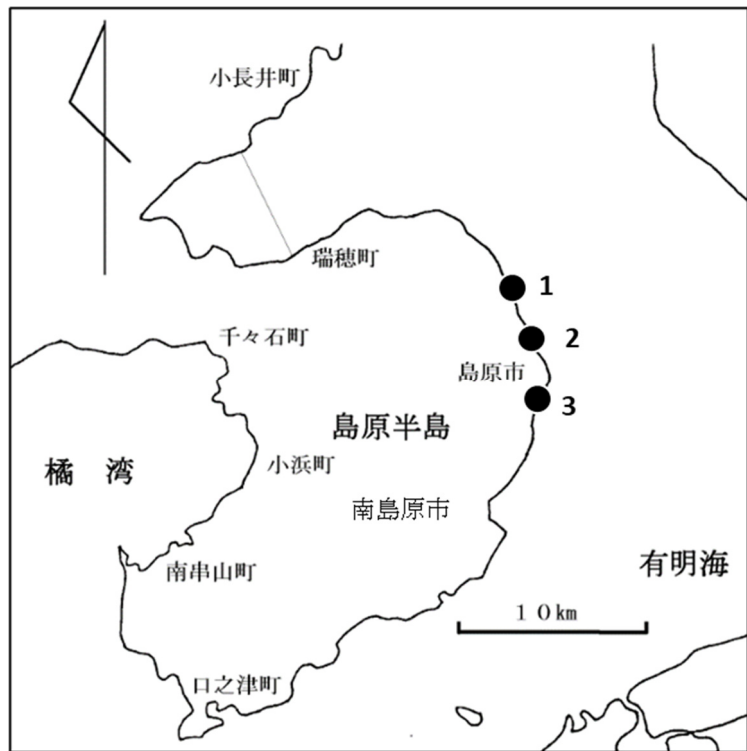 小長井町
瑞穂町
1
千々石町
2
島原市
3
島原半島
橘 湾
小浜町
南島原市
有明海
南串山町
10km
口之津町